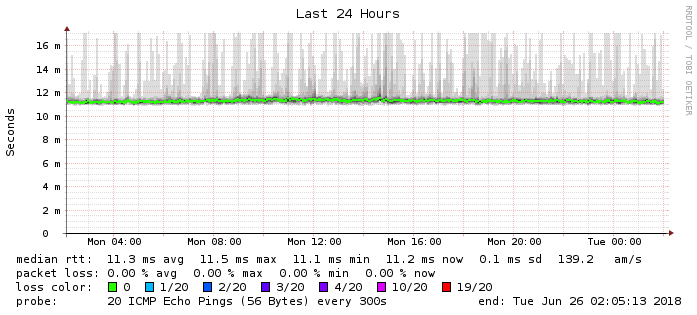 Last 24 Hours
RRDTOOL / TOBI OETIKER
Seconds
16 m
14 m
12 m
10 m
8 m
6 m
4 m
2 m
0
Mon 04:00 Mon 08:00 Mon 12:00 Mon 16:00 Mon 20:00 Tue 00:00
median rtt: 11.3 ms avg 11.5 ms max 11.1 ms min 11.2 ms now 0.1 ms sd 139.2 am/s
packet loss: 0.00 % avg 0.00 % max 0.00 % min 0.00 % now
loss color: 0 1/20 2/20 3/20 4/20 10/20 19/20
probe: 20 ICMP Echo Pings (56 Bytes) every 300s end: Tue Jun 26 02:05:13 2018